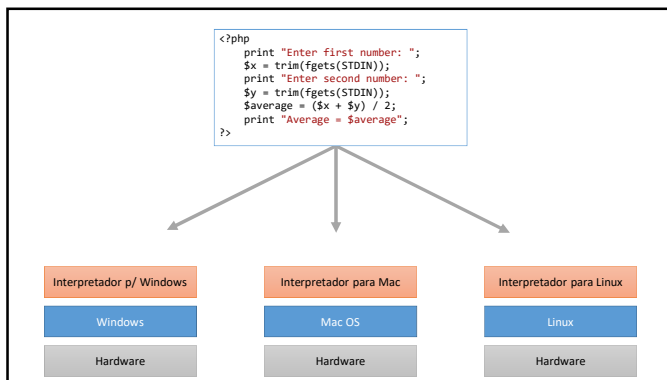 <?php
print "Enter first number: ";
$x = trim(fgets(STDIN));
print "Enter second number: ";
$y = trim(fgets(STDIN));
$average = ($x + $y) / 2;
print "Average = $average";
?>
Interpretador p/ Windows
Interpretador para Mac
Interpretador para Linux
Windows
Mac OS
Linux
Hardware
Hardware
Hardware